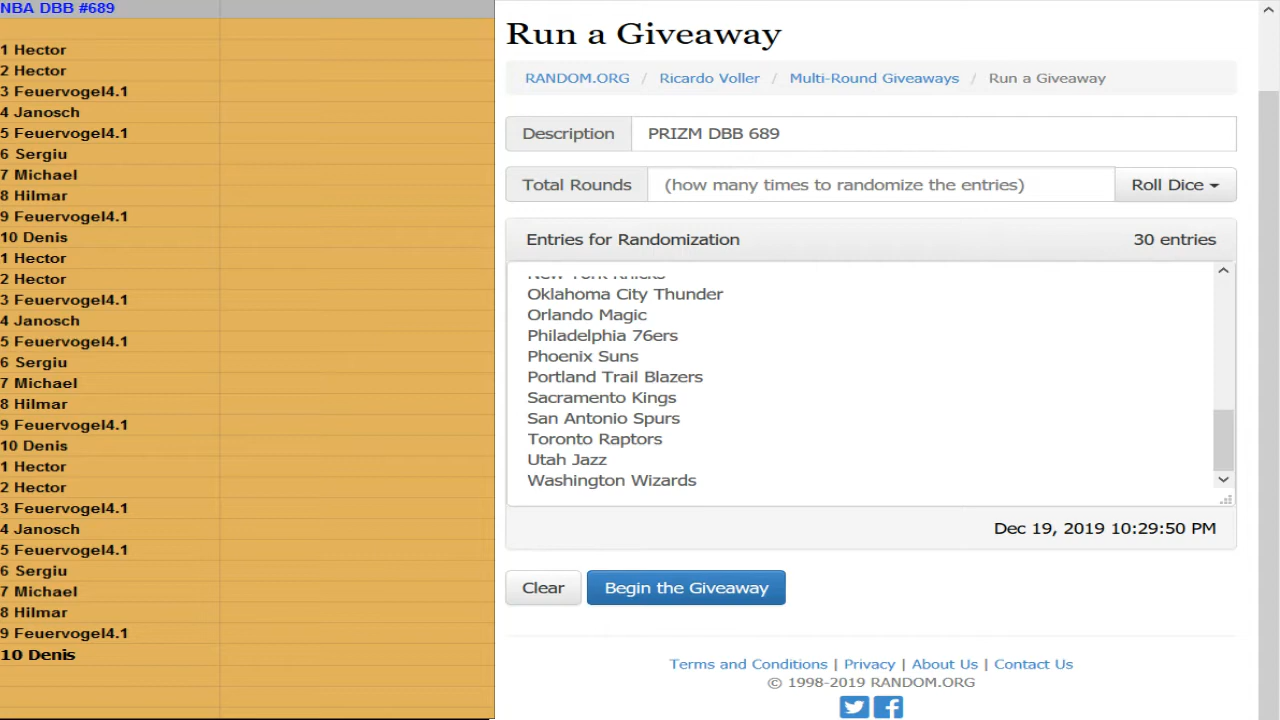 NBA DBB #689
1 Hector
2 Hector
3 Feuervogel4.1
4 Janosch
5 Feuervogel4.1
6 Sergiu
7 Michael
8 Hilmar
9 Feuervogel4.1
10 Denis
1 Hector
2 Hector
3 Feuervogel4.1
4 Janosch
5 Feuervogel4.1
6 Sergiu
7 Michael
8 Hilmar
9 Feuervogel4.1
10 Denis
1 Hector
2 Hector
3 Feuervogel4.1
4 Janosch
5 Feuervogel4.1
6 Sergiu
7 Michael
8 Hilmar
9 Feuervogel4.1
10 Denis
Run a Giveaway
RANDOM.ORG / Ricardo Voller / Multi-Round Giveaways / Run a Giveaway
Description PRIZM DBB 689
Total Rounds (how many times to randomize the entries) Roll Dice
Entries for Randomization 30 entries
New York Knicks
Oklahoma City Thunder
Orlando Magic
Philadelphia 76ers
Phoenix Suns
Portland Trail Blazers
Sacramento Kings
San Antonio Spurs
Toronto Raptors
Utah Jazz
Washington Wizards
Dec 19, 2019 10:29:50 PM
Clear Begin the Giveaway
Terms and Conditions | Privacy | About Us | Contact Us
© 1998-2019 RANDOM.ORG